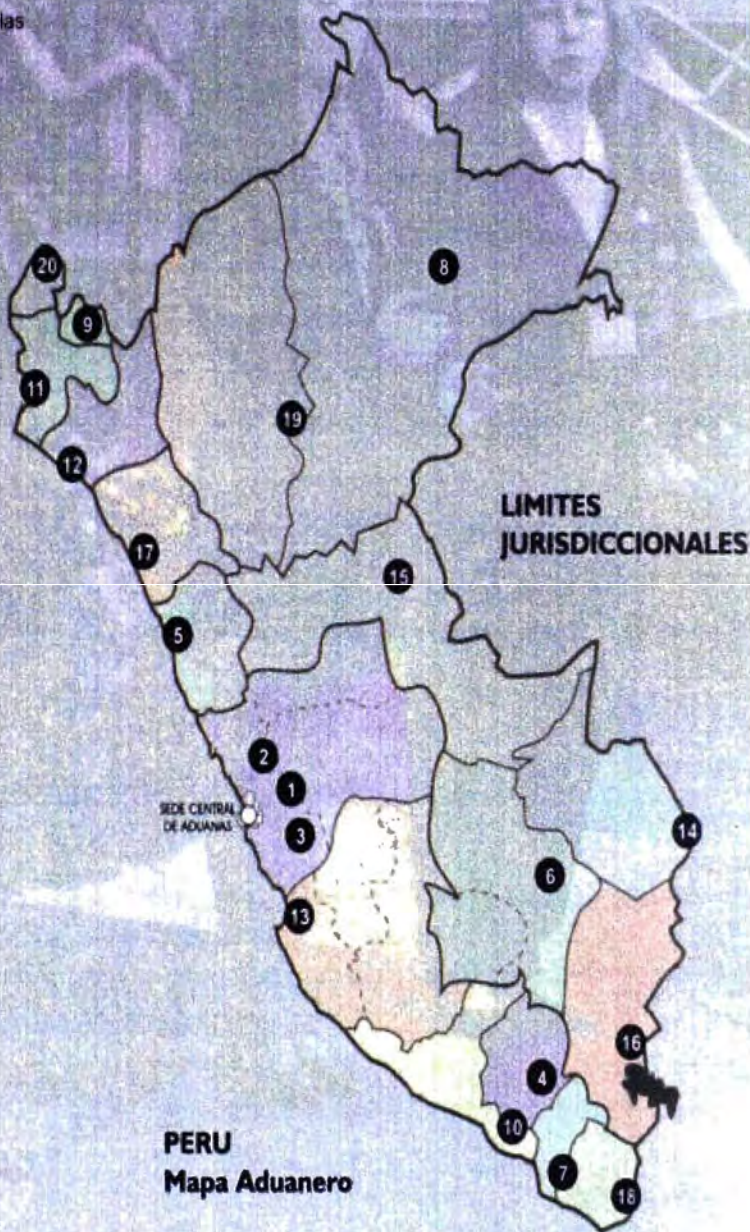 las
20
8
9
11
19
12
LIMITES
JURISDICCIONALES
17
15
5
2
1
SEDE CENTRAL
DE ADUANAS
3
14
6
13
16
4
10
PERU
Mapa Aduanero
7
18